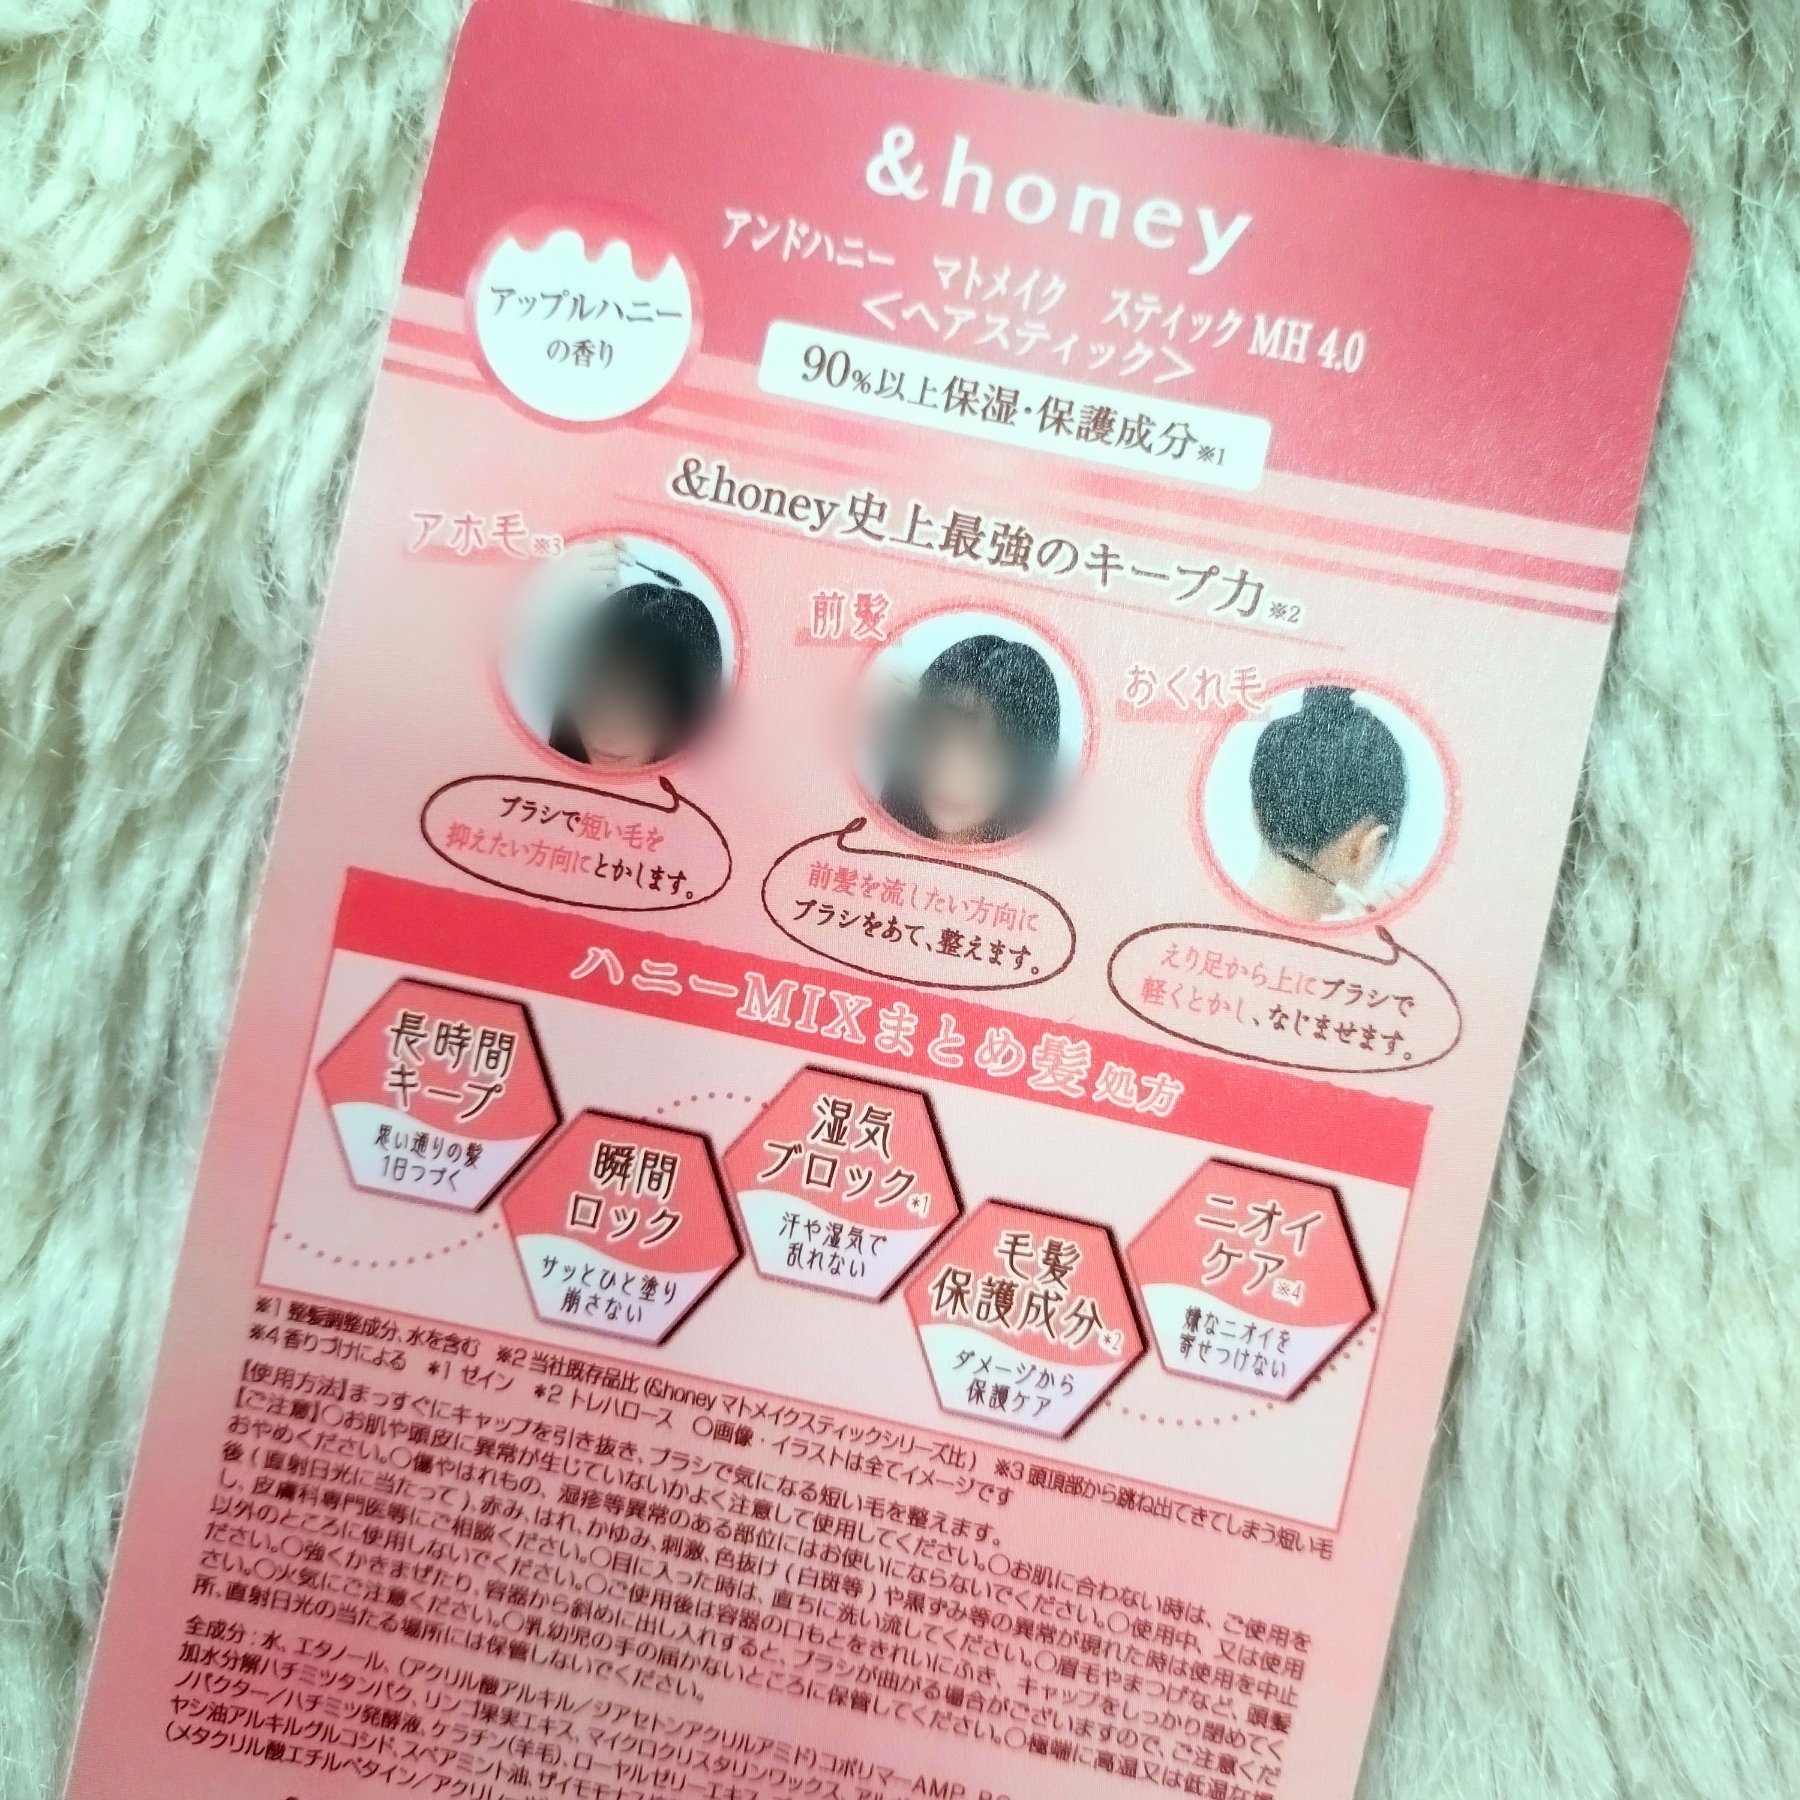 &honey
アンドハニー マトメイク スティック MH 4.0
<ヘアスティック>
アップルハニー
の香り
90%以上保湿・保護成分※1
&honey史上最強のキープ力※2
アホ毛※3
前髪
おくれ毛
ブラシで短い毛を
抑えたい方向にとかします。
前髪を流したい方向に
ブラシをあて、整えます。
えり足から上にブラシで
軽くとかし、なじませます。
ハニーMIXまとめ髪処方
長時間
キープ
思い通りの髪
1日つづく
瞬間
ロック
サッとひと塗り
崩さない
湿気
ブロック*1
汗や湿気で
乱れない
毛髪
保護成分*2
ダメージから
保護ケア
ニオイ
ケア※4
嫌なニオイを
寄せつけない
※1 整髪調整成分、水を含む ※2 当社既存品比 (&honey マトメイクスティックシリーズ比) ※3 頭頂部から跳ね出てきてしまう短い毛
※4 香りづけによる *1 ゼイン *2 トレハロース ○画像・イラストは全てイメージです
【使用方法】まっすぐにキャップを引き抜き、ブラシで気になる短い毛を整えます。
【ご注意】○お肌や頭皮に異常が生じていないかよく注意して使用してください。○お肌に合わない時は、ご使用を
おやめください。○傷やはれもの、湿疹等異常のある部位にはお使いにならないでください。○使用中、又は使用
後(直射日光に当たって)、赤み、はれ、かゆみ、刺激、色抜け(白斑等)や黒ずみ等の異常が現れた時は使用を中止
し、皮膚科専門医等にご相談ください。○目に入った時は、直ちに洗い流してください。○眉毛やまつげなど、頭髪
以外のところに使用しないでください。○ご使用後は容器の口もとをきれいにふき、キャップをしっかり閉めてく
ださい。○強くかきまぜたり、容器から斜めに出し入れすると、ブラシが曲がる場合がございますので、ご注意くだ
さい。○火気にご注意ください。○乳幼児の手の届かないところに保管してください。○極端に高温又は低温な場
所、直射日光の当たる場所には保管しないでください。
全成分:水、エタノール、(アクリル酸アルキル/ジアセトンアクリルアミド)コポリマーAMP、
加水分解ハチミツタンパク、リンゴ果実エキス、マイクロクリスタリンワックス、
ノバクター/ハチミツ発酵液、ケラチン(羊毛)、ローヤルゼリーエキス、
ヤシ油アルキルグルコシド、スペアミント油、
(メタクリル酸エチルベタイン/アクリ